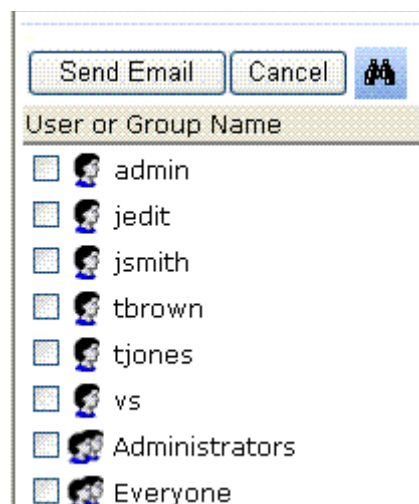 Send Email Cancel
User or Group Name
admin
jedit
jsmith
tbrown
tjones
vs
Administrators
Everyone